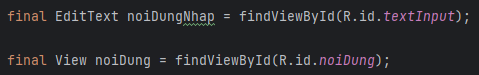 final EditText noiDungNhap = findViewById(R.id.textInput);
final View noiDung = findViewById(R.id.noiDung);